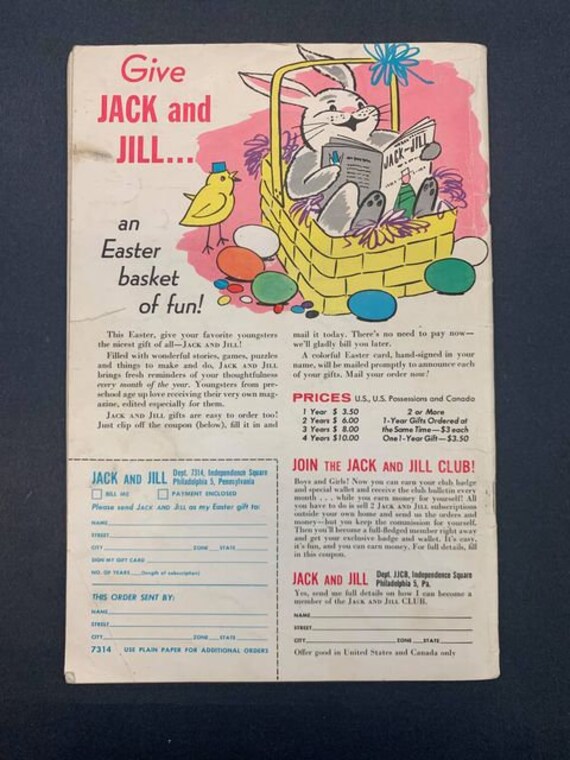 Give
JACK and
JILL...
JACK AND JILL
an
Easter
basket
of fun!
This Easter, give your favorite youngsters
the nicest gift of all—JACK AND JILL!
Filled with wonderful stories, games, puzzles
and things to make and do, JACK AND JILL
brings fresh reminders of your thoughtfulness
every month of the year. Youngsters from pre-
school age up love receiving their very own mag-
azine, edited especially for them.
JACK AND JILL gifts are easy to order too!
Just clip off the coupon (below), fill it in and
mail it today. There's no need to pay now—
we'll gladly bill you later.
A colorful Easter card, hand-signed in your
name, will be mailed promptly to announce each
of your gifts. Mail your order now!
PRICES U.S., U.S. Possessions and Canada
1 Year $ 3.50
2 Years $ 6.00
3 Years $ 8.00
4 Years $10.00
2 or More
1-Year Gifts Ordered at
the Same Time—$3 each
One 1-Year Gift—$3.50
JACK AND JILL Dept. 7314, Independence Square
Philadelphia 5, Pennsylvania
BILL ME PAYMENT ENCLOSED
Please send JACK AND JILL as my Easter gift to:
NAME
STREET
CITY ZONE STATE
SIGN MY GIFT CARD
NO. OF YEARS (length of subscription)
THIS ORDER SENT BY:
NAME
STREET
CITY ZONE STATE
7314 USE PLAIN PAPER FOR ADDITIONAL ORDERS
JOIN THE JACK AND JILL CLUB!
Boys and Girls! Now you can earn your club badge
and special wallet and receive the club bulletin every
month . . . while you earn money for yourself! All
you have to do is sell 2 JACK AND JILL subscriptions
outside your own home and send us the orders and
money—but you keep the commission for yourself.
Then you'll become a full-fledged member right away
and get your exclusive badge and wallet. It's easy,
it's fun, and you can earn money. For full details, fill
in this coupon.
JACK AND JILL Dept. JJCB, Independence Square
Philadelphia 5, Pa.
Yes, send me full details on how I can become a
member of the JACK AND JILL CLUB.
NAME
STREET
CITY ZONE STATE
Offer good in United States and Canada only